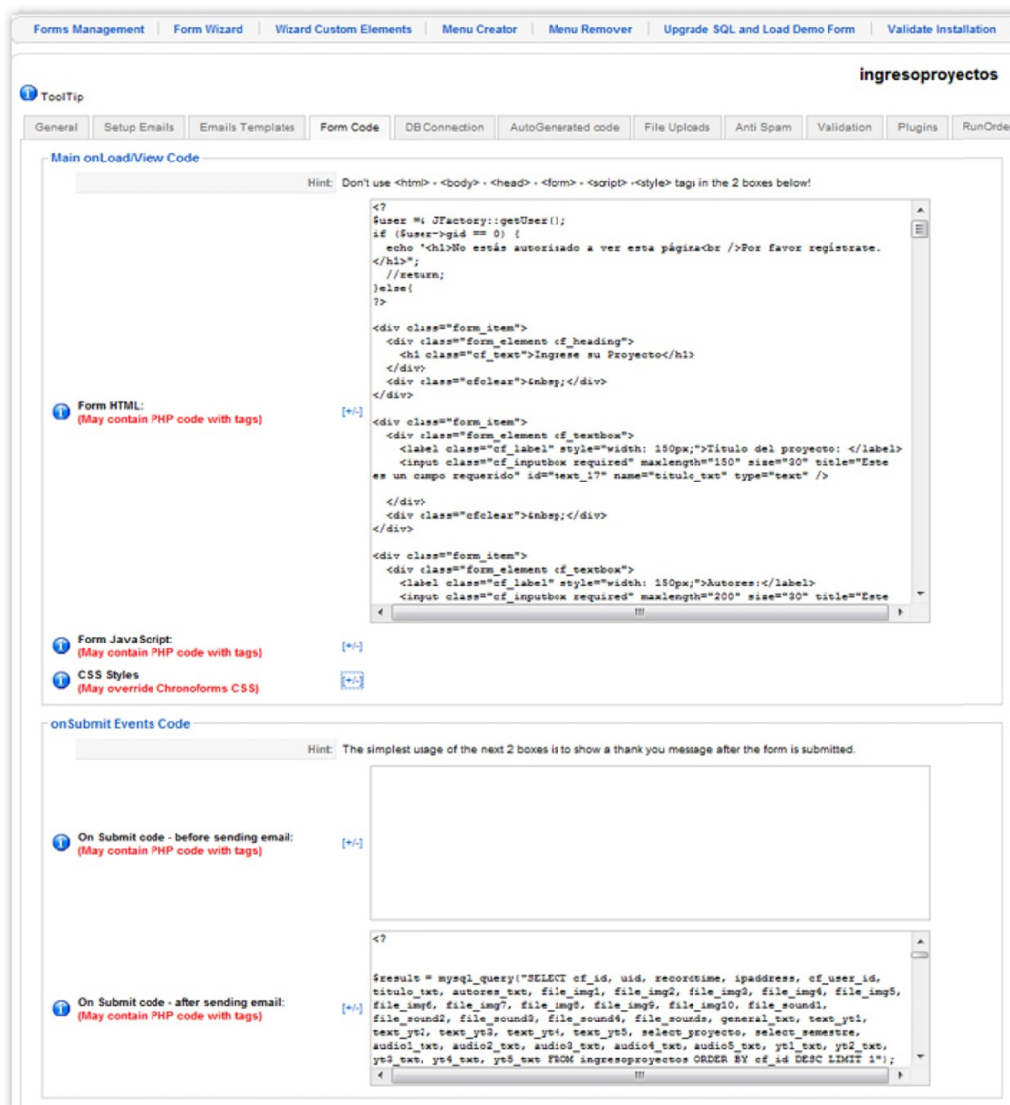 Forms Management | Form Wizard | Wizard Custom Elements | Menu Creator | Menu Remover | Upgrade SQL and Load Demo Form | Validate Installation
ingresoproyectos
ToolTip
General Setup Emails Emails Templates Form Code DB Connection AutoGenerated code File Uploads Anti Spam Validation Plugins RunOrde
Main onLoad/View Code
Hint: Don't use <html> - <body> - <head> - <form> - <script> -<style> tags in the 2 boxes below!
Form HTML:
(May contain PHP code with tags)
[+/-]
<?
$user =& JFactory::getUser();
if ($user->gid == 0) {
echo "<h1>No estás autorizado a ver esta página<br />Por favor registrate.
</h1>";
//return;
}else{
?>
<div class="form_item">
<div class="form_element cf_heading">
<h1 class="cf_text">Ingrese su Proyecto</h1>
</div>
<div class="cfclear">&nbsp;</div>
</div>
<div class="form_item">
<div class="form_element cf_textbox">
<label class="cf_label" style="width: 150px;">Título del proyecto: </label>
<input class="cf_inputbox required" maxlength="150" size="30" title="Este
es un campo requerido" id="text_17" name="titulo_txt" type="text" />
</div>
<div class="cfclear">&nbsp;</div>
</div>
<div class="form_item">
<div class="form_element cf_textbox">
<label class="cf_label" style="width: 150px;">Autores:</label>
<input class="cf_inputbox required" maxlength="200" size="30" title="Este
Form JavaScript:
(May contain PHP code with tags)
[+/-]
CSS Styles
(May override Chronoforms CSS)
[+/-]
onSubmit Events Code
Hint: The simplest usage of the next 2 boxes is to show a thank you message after the form is submitted.
On Submit code - before sending email:
(May contain PHP code with tags)
[+/-]
On Submit code - after sending email:
(May contain PHP code with tags)
[+/-]
<?
$result = mysql_query("SELECT cf_id, uid, recordtime, ipaddress, cf_user_id,
titulo_txt, autores_txt, file_img1, file_img2, file_img3, file_img4, file_img5,
file_img6, file_img7, file_img8, file_img9, file_img10, file_sound1,
file_sound2, file_sound3, file_sound4, file_sound5, general_txt, text_yt1,
text_yt2, text_yt3, text_yt4, text_yt5, select_proyecto, select_semestre,
audio1_txt, audio2_txt, audio3_txt, audio4_txt, audio5_txt, yt1_txt, yt2_txt,
yt3_txt, yt4_txt, yt5_txt FROM ingresoproyectos ORDER BY cf_id DESC LIMIT 1");